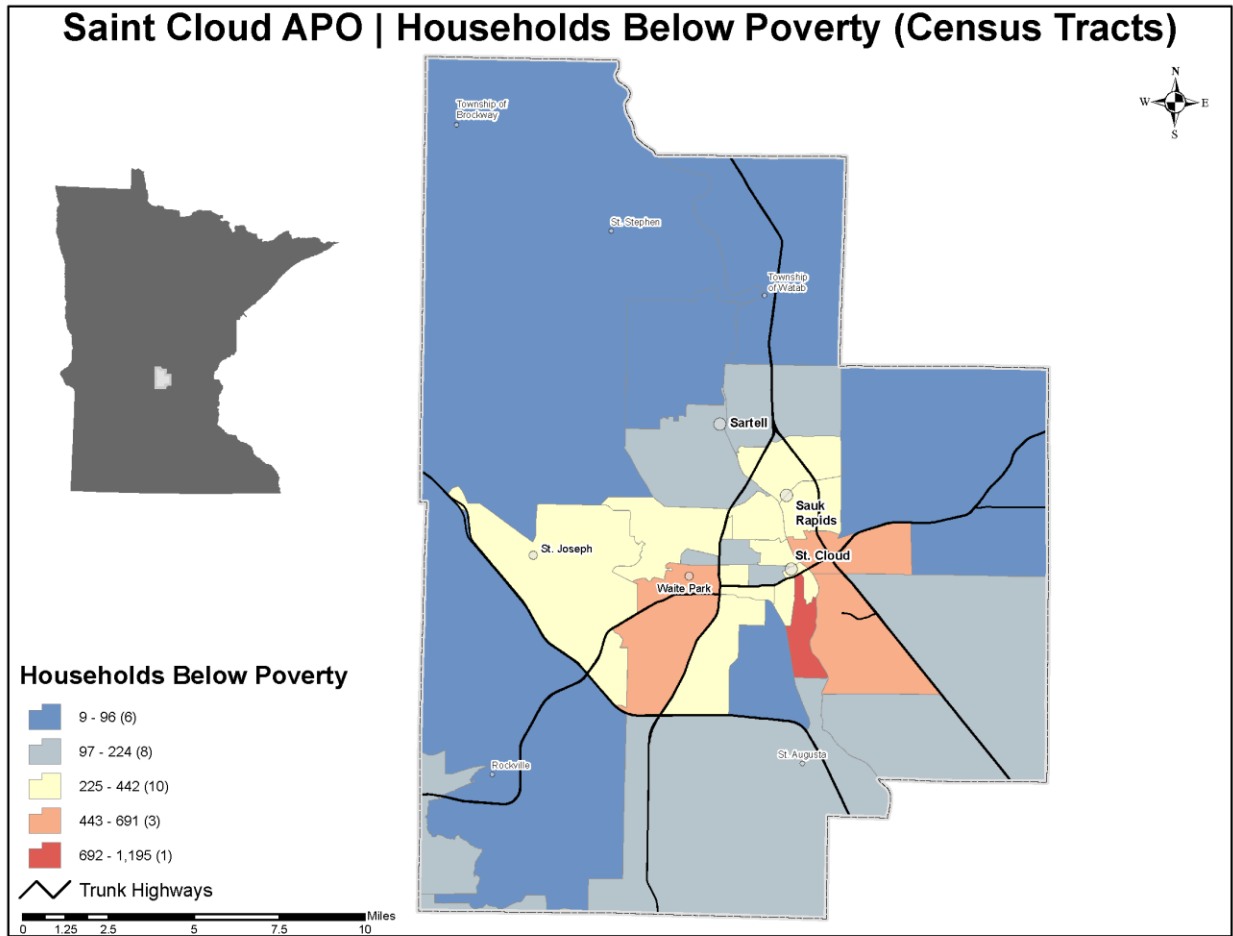 Saint Cloud APO | Households Below Poverty (Census Tracts)
N
W
E
S
Township of
Brockway
St. Stephen
Township
of Watab
Sartell
Sauk
Rapids
St. Joseph
St. Cloud
Waite Park
St. Augusta
Rockville
Households Below Poverty
9 - 96 (6)
97 - 224 (8)
225 - 442 (10)
443 - 691 (3)
692 - 1,195 (1)
Trunk Highways
Miles
0 1.25 2.5 5 7.5 10